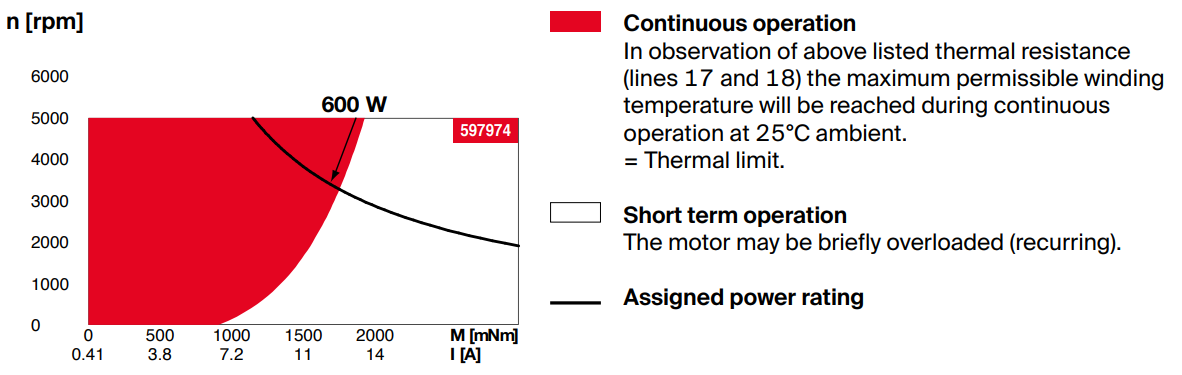 n [rpm]
6000
5000
4000
3000
2000
1000
0
600 W
597974
0 500 1000 1500 2000 M [mNm]
0.41 3.8 7.2 11 14 I [A]
Continuous operation
In observation of above listed thermal resistance
(lines 17 and 18) the maximum permissible winding
temperature will be reached during continuous
operation at 25°C ambient.
= Thermal limit.
Short term operation
The motor may be briefly overloaded (recurring).
Assigned power rating